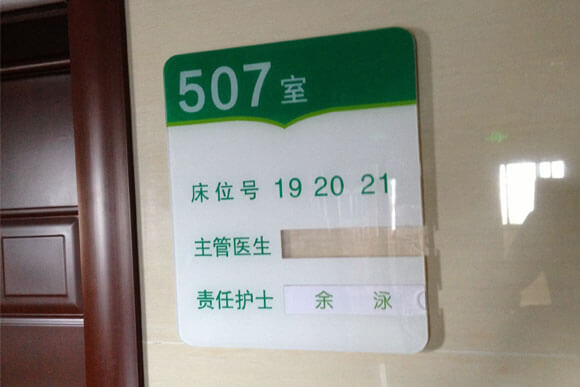 507室
床位号 19 20 21
主管医生
责任护士 余 泳